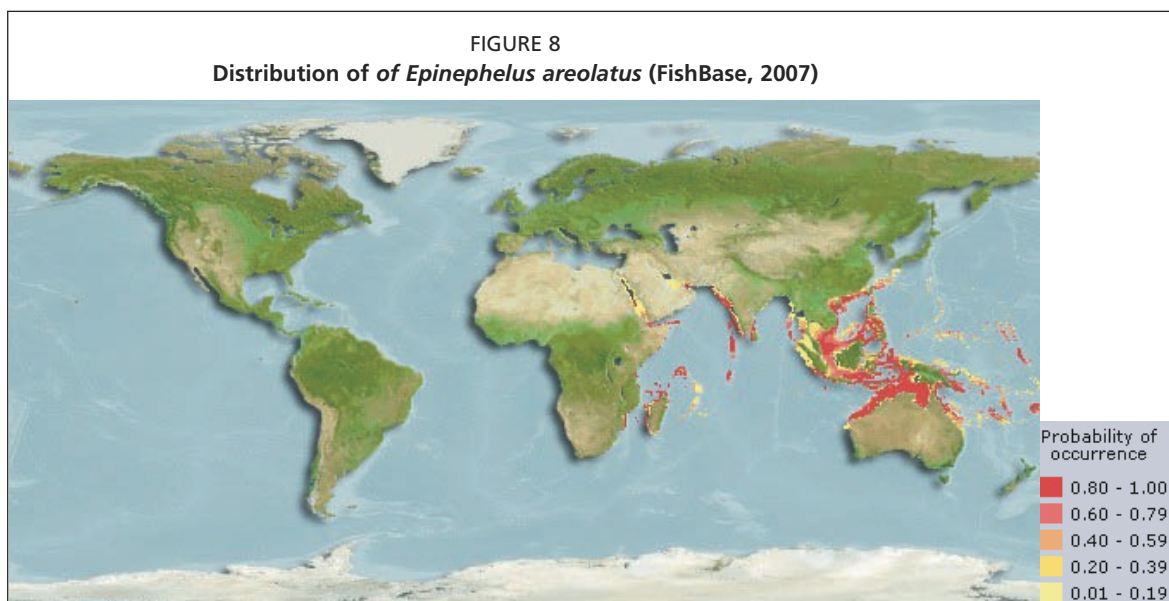 FIGURE 8
Distribution of of Epinephelus areolatus (FishBase, 2007)
Probability of
occurrence
0.80 - 1.00
0.60 - 0.79
0.40 - 0.59
0.20 - 0.39
0.01 - 0.19